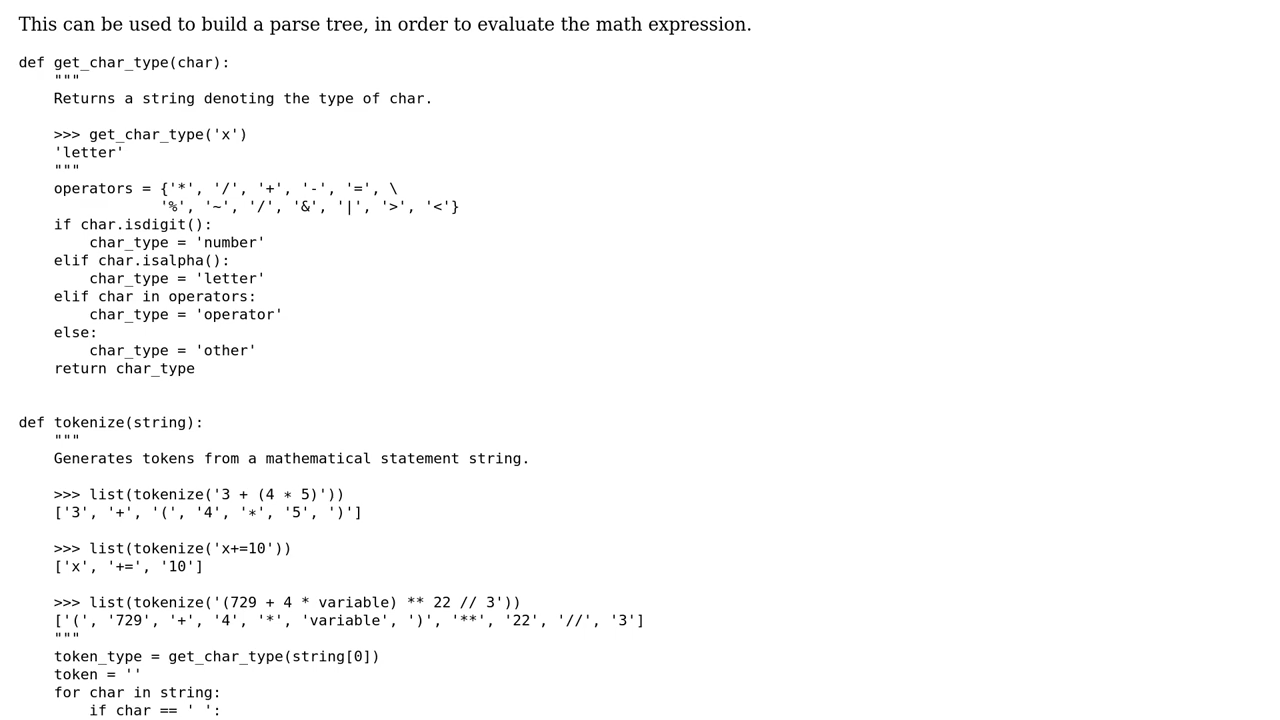 This can be used to build a parse tree, in order to evaluate the math expression.
def get_char_type(char):
    """
    Returns a string denoting the type of char.

    >>> get_char_type('x')
    'letter'
    """
    operators = {'*', '/', '+', '-', '=', \
                '%', '~', '/', '&', '|', '>', '<'}
    if char.isdigit():
        char_type = 'number'
    elif char.isalpha():
        char_type = 'letter'
    elif char in operators:
        char_type = 'operator'
    else:
        char_type = 'other'
    return char_type


def tokenize(string):
    """
    Generates tokens from a mathematical statement string.

    >>> list(tokenize('3 + (4 ∗ 5)'))
    ['3', '+', '(', '4', '∗', '5', ')']

    >>> list(tokenize('x+=10'))
    ['x', '+=', '10']

    >>> list(tokenize('(729 + 4 * variable) ** 22 // 3'))
    ['(', '729', '+', '4', '*', 'variable', ')', '**', '22', '//', '3']
    """
    token_type = get_char_type(string[0])
    token = ''
    for char in string:
        if char == ' ':